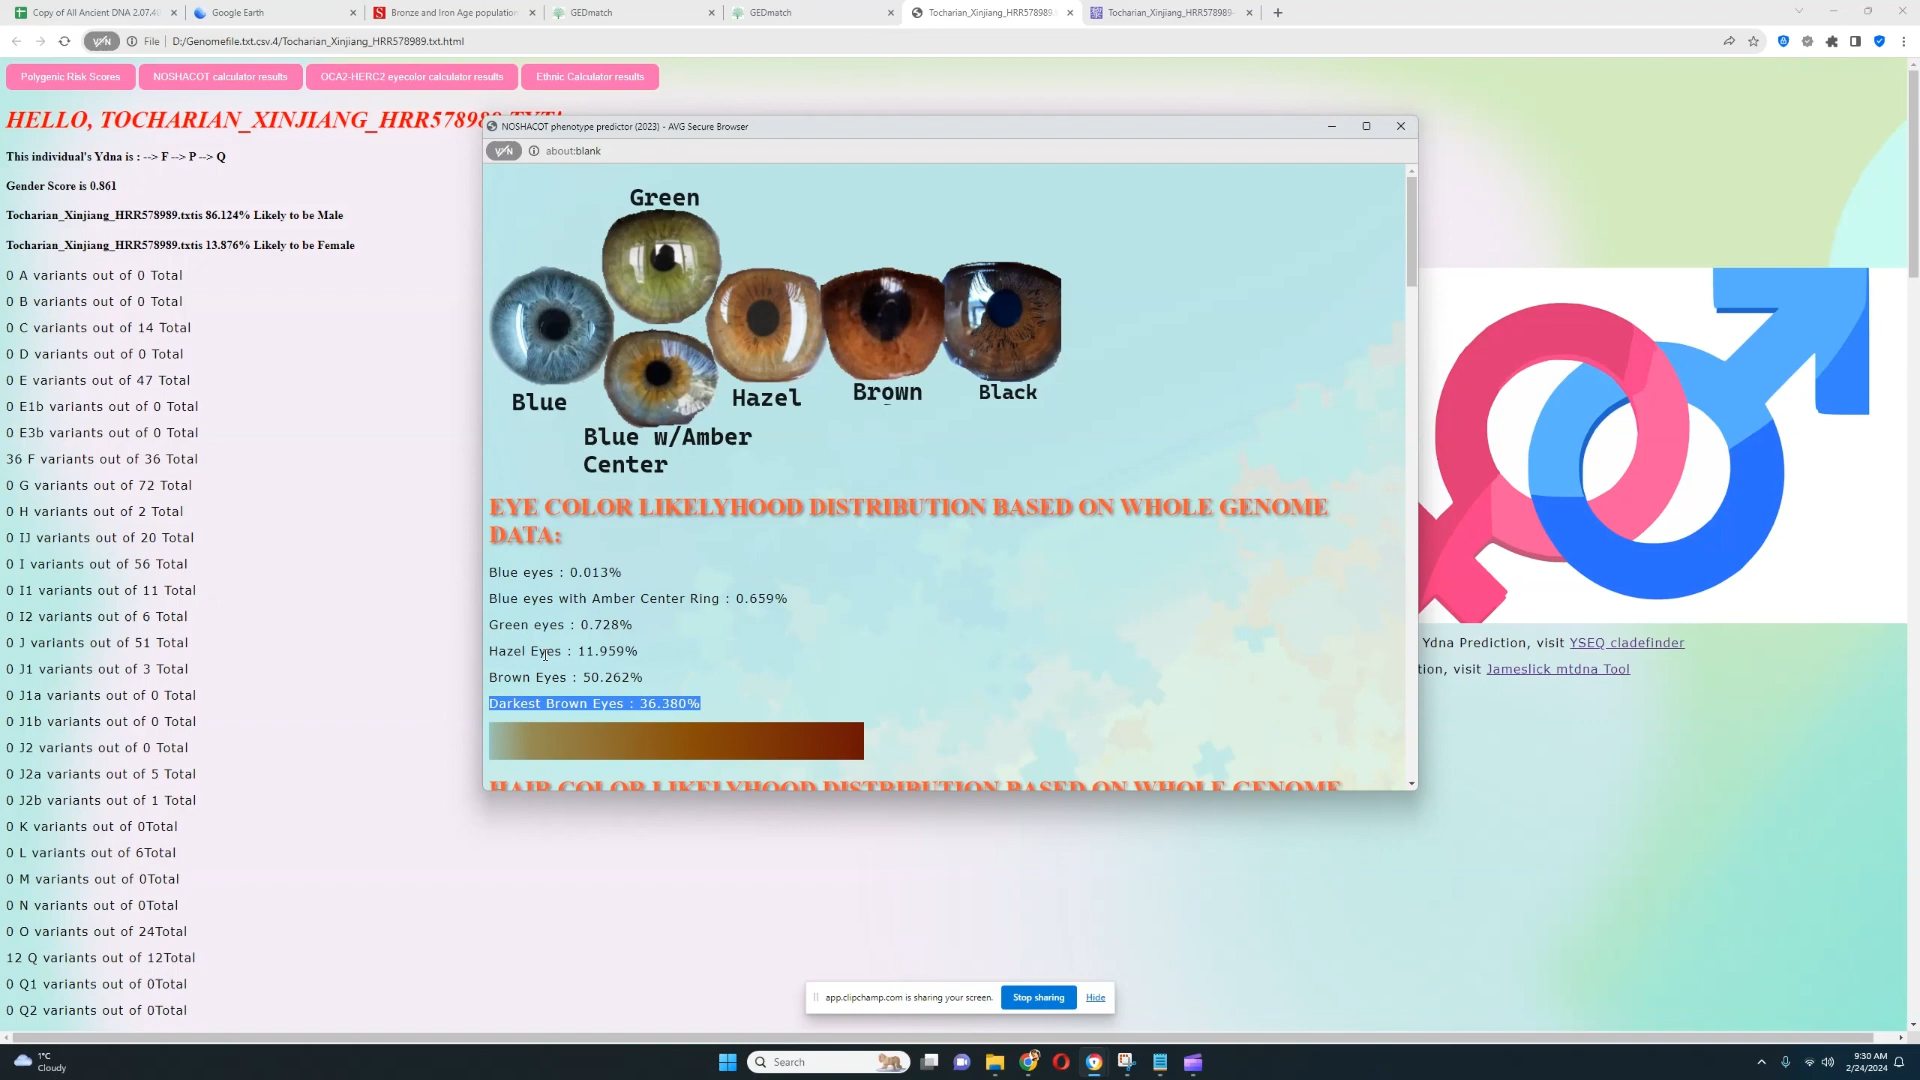 Copy of All Ancient DNA 2.07.40
Google Earth
Bronze and Iron Age population
GEDmatch
GEDmatch
Tocharian_Xinjiang_HRR578989.
Tocharian_Xinjiang_HRR578989-
VPN
File
D:/Genomefile.txt.csv.4/Tocharian_Xinjiang_HRR578989.txt.html
Polygenic Risk Scores
NOSHACOT calculator results
OCA2-HERC2 eyecolor calculator results
Ethnic Calculator results
HELLO, TOCHARIAN_XINJIANG_HRR578989.TXT!
This individual's Ydna is : --> F --> P --> Q
Gender Score is 0.861
Tocharian_Xinjiang_HRR578989.txtis 86.124% Likely to be Male
Tocharian_Xinjiang_HRR578989.txtis 13.876% Likely to be Female
0 A variants out of 0 Total
0 B variants out of 0 Total
0 C variants out of 14 Total
0 D variants out of 0 Total
0 E variants out of 47 Total
0 E1b variants out of 0 Total
0 E3b variants out of 0 Total
36 F variants out of 36 Total
0 G variants out of 72 Total
0 H variants out of 2 Total
0 IJ variants out of 20 Total
0 I variants out of 56 Total
0 I1 variants out of 11 Total
0 I2 variants out of 6 Total
0 J variants out of 51 Total
0 J1 variants out of 3 Total
0 J1a variants out of 0 Total
0 J1b variants out of 0 Total
0 J2 variants out of 0 Total
0 J2a variants out of 5 Total
0 J2b variants out of 1 Total
0 K variants out of 0Total
0 L variants out of 6Total
0 M variants out of 0Total
0 N variants out of 0Total
0 O variants out of 24Total
12 Q variants out of 12Total
0 Q1 variants out of 0Total
0 Q2 variants out of 0Total
NOSHACOT phenotype predictor (2023) - AVG Secure Browser
VPN
about:blank
Green
Blue
Blue w/Amber
Center
Hazel
Brown
Black
EYE COLOR LIKELYHOOD DISTRIBUTION BASED ON WHOLE GENOME
DATA:
Blue eyes : 0.013%
Blue eyes with Amber Center Ring : 0.659%
Green eyes : 0.728%
Hazel Eyes : 11.959%
Brown Eyes : 50.262%
Darkest Brown Eyes : 36.380%
HAIR COLOR LIKELYHOOD DISTRIBUTION BASED ON WHOLE GENOME
Ydna Prediction, visit YSEQ cladefinder
tion, visit Jameslick mtdna Tool
app.clipchamp.com is sharing your screen.
Stop sharing
Hide
1°C
Cloudy
Search
9:30 AM
2/24/2024